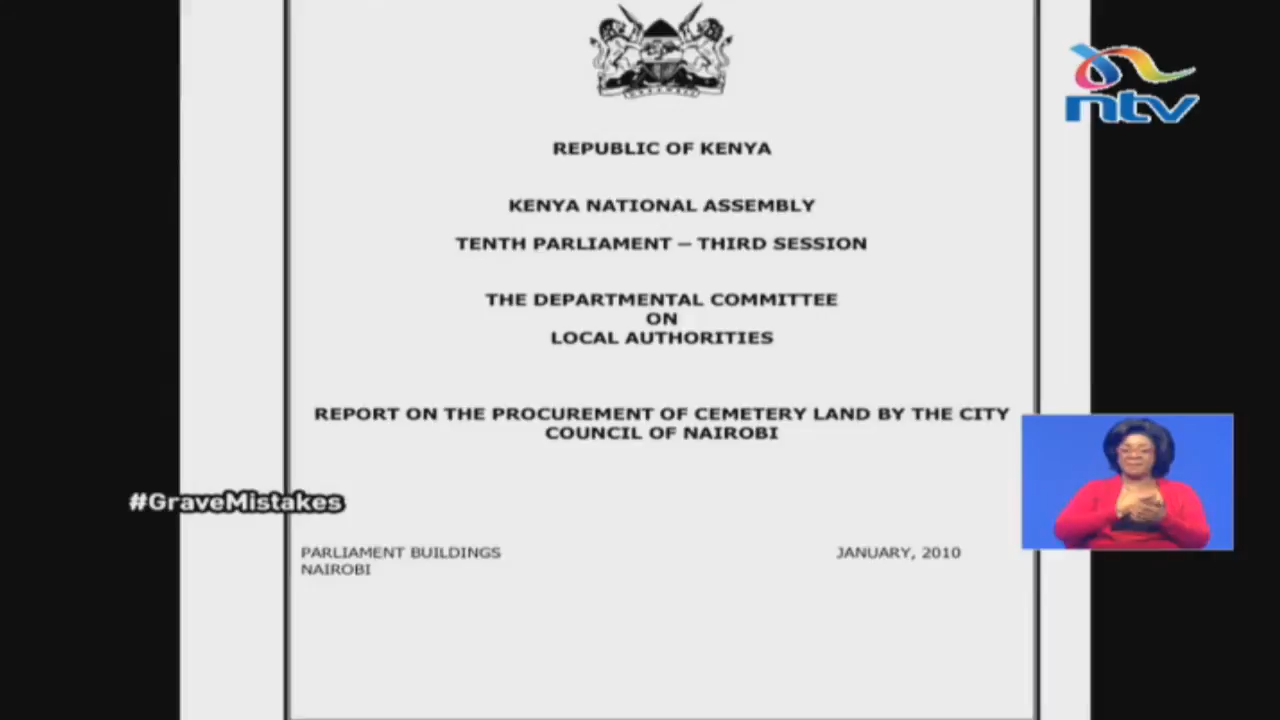 REPUBLIC OF KENYA
KENYA NATIONAL ASSEMBLY
TENTH PARLIAMENT – THIRD SESSION
THE DEPARTMENTAL COMMITTEE
ON
LOCAL AUTHORITIES
REPORT ON THE PROCUREMENT OF CEMETERY LAND BY THE CITY
COUNCIL OF NAIROBI
PARLIAMENT BUILDINGS
NAIROBI
JANUARY, 2010
#GraveMistakes
ntv